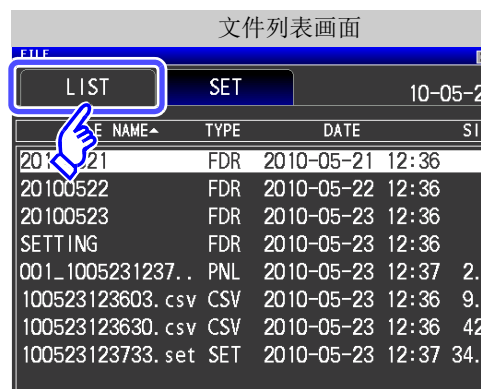 文件列表画面
FILE
LIST SET 10-05-2
E NAME▲ TYPE DATE SI
20100521 FDR 2010-05-21 12:36
20100522 FDR 2010-05-22 12:36
20100523 FDR 2010-05-23 12:36
SETTING FDR 2010-05-23 12:36
001_1005231237.. PNL 2010-05-23 12:37 2.
100523123603.csv CSV 2010-05-23 12:36 9.
100523123630.csv CSV 2010-05-23 12:36 42
100523123733.set SET 2010-05-23 12:37 34.